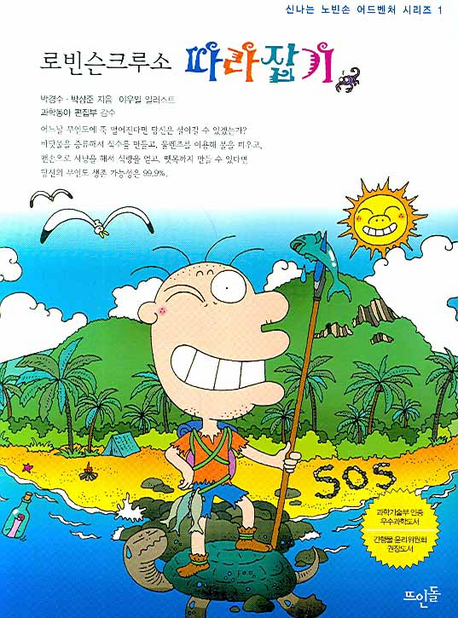 신나는 노빈손 어드벤처 시리즈 1
로빈슨크루소 따라잡기
박경수 · 박상준 지음 이우일 일러스트
과학동아 편집부 감수
어느날 무인도에 뚝 떨어진다면 당신은 살아갈 수 있겠는가?
바닷물을 증류해서 식수를 만들고, 물렌즈를 이용해 불을 피우고,
맨손으로 사냥을 해서 식량을 얻고, 뗏목까지 만들 수 있다면
당신의 무인도 생존 가능성은 99.9%.
SOS
과학기술부 인증
우수과학도서
간행물 윤리위원회
권장도서
뜨인돌